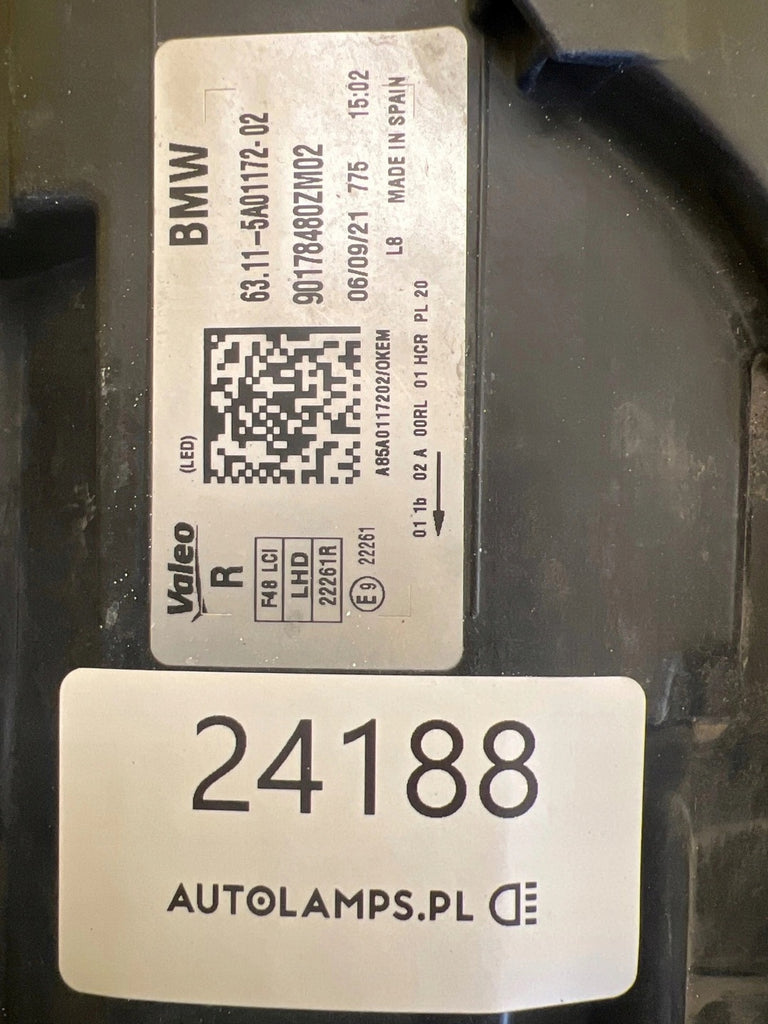 Valeo (LED) BMW
R
F48 LCI
LHD
22261R
E9 22261
63.11-5A01172-02
90178480ZM02
06/09/21 775 15:02
A85A0117202/0KEM
L8 MADE IN SPAIN
01 1b 02 A 00RL 01 HCR PL 20
24188
AUTOLAMPS.PL